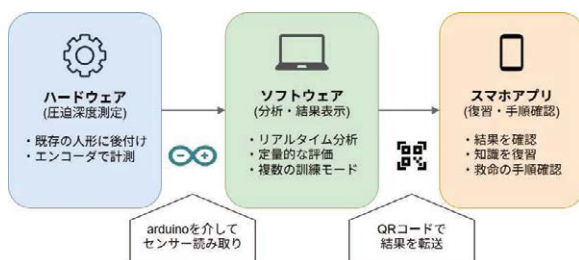 ハードウェア
(圧迫深度測定)
・既存の人形に後付け
・エンコーダで計測
ソフトウェア
(分析・結果表示)
・リアルタイム分析
・定量的な評価
・複数の訓練モード
スマホアプリ
(復習・手順確認)
・結果を確認
・知識を復習
・救命の手順確認
arduinoを介して
センサー読み取り
QRコードで
結果を転送